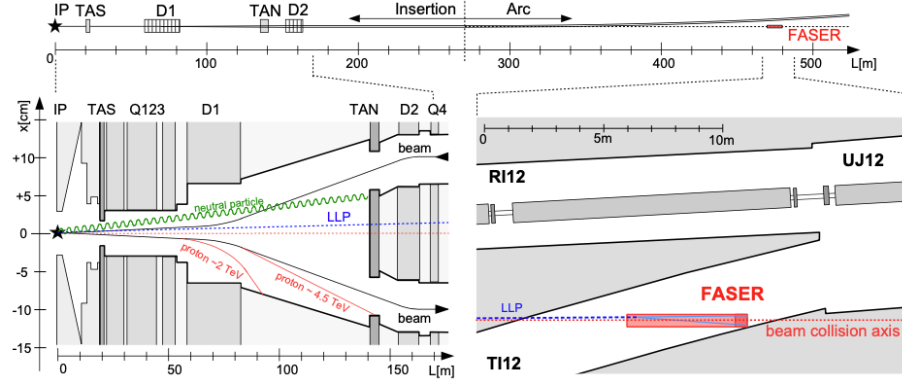 IP TAS D1 TAN D2 Insertion Arc
FASER
0 100 200 300 400 500 L[m]
x[cm] IP TAS Q123 D1 TAN D2 Q4
+10
+5
0
-5
-10
-15
beam
neutral particle
LLP
proton ~2 TeV
proton ~4.5 TeV
beam
0 50 100 150 L[m]
0 5m 10m
RI12
UJ12
FASER
LLP
beam collision axis
TI12